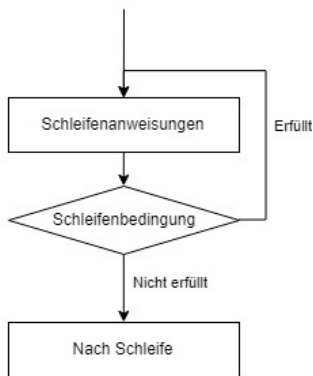 Schleifenanweisungen
Erfüllt
Schleifenbedingung
Nicht erfüllt
Nach Schleife